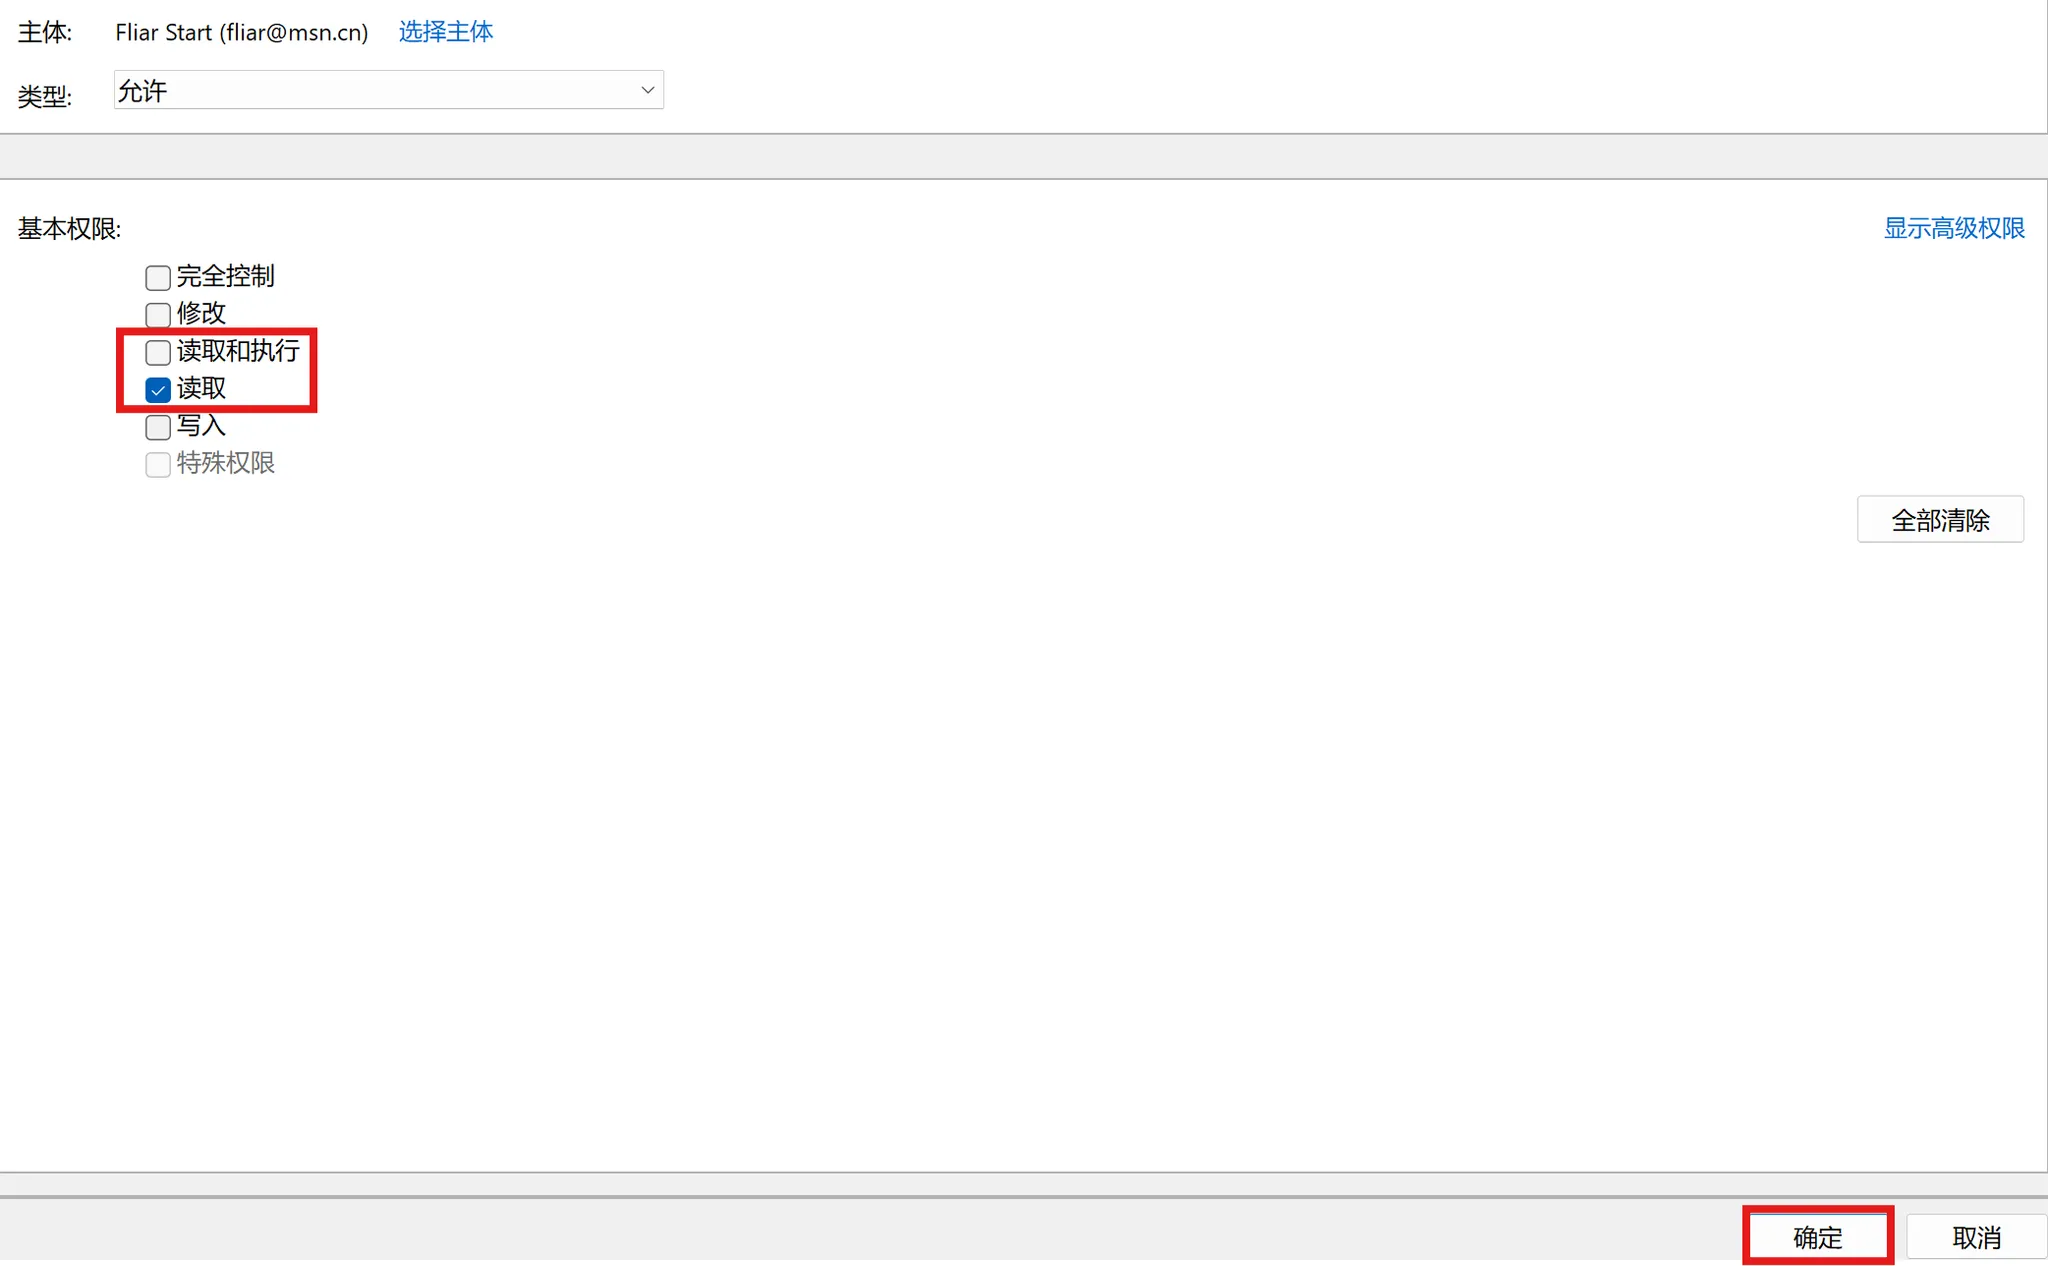 主体: Fliar Start (fliar@msn.cn) 选择主体
类型: 允许
基本权限: 显示高级权限
完全控制
修改
读取和执行
读取
写入
特殊权限
全部清除
确定 取消